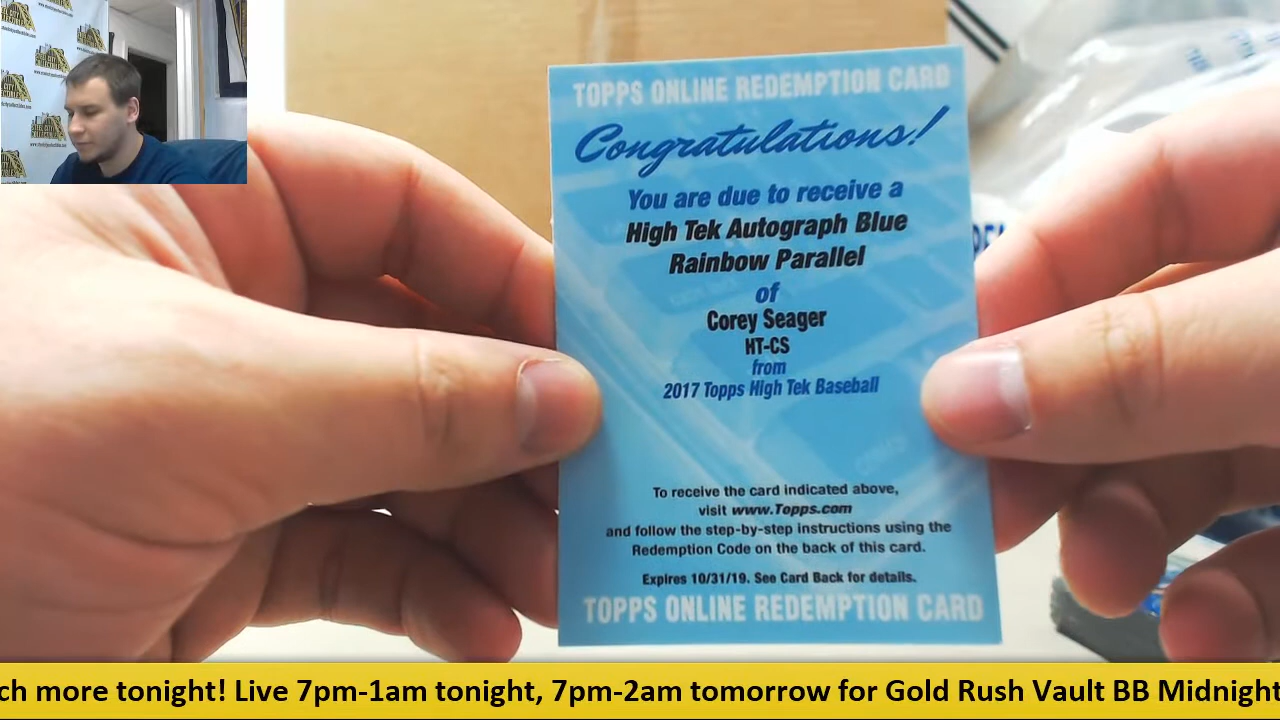 TOPPS ONLINE REDEMPTION CARD
Congratulations!
You are due to receive a
High Tek Autograph Blue
Rainbow Parallel
of
Corey Seager
HT-CS
from
2017 Topps High Tek Baseball
To receive the card indicated above,
visit www.Topps.com
and follow the step-by-step instructions using the
Redemption Code on the back of this card.
Expires 10/31/19. See Card Back for details.
TOPPS ONLINE REDEMPTION CARD
ch more tonight! Live 7pm-1am tonight, 7pm-2am tomorrow for Gold Rush Vault BB Midnight